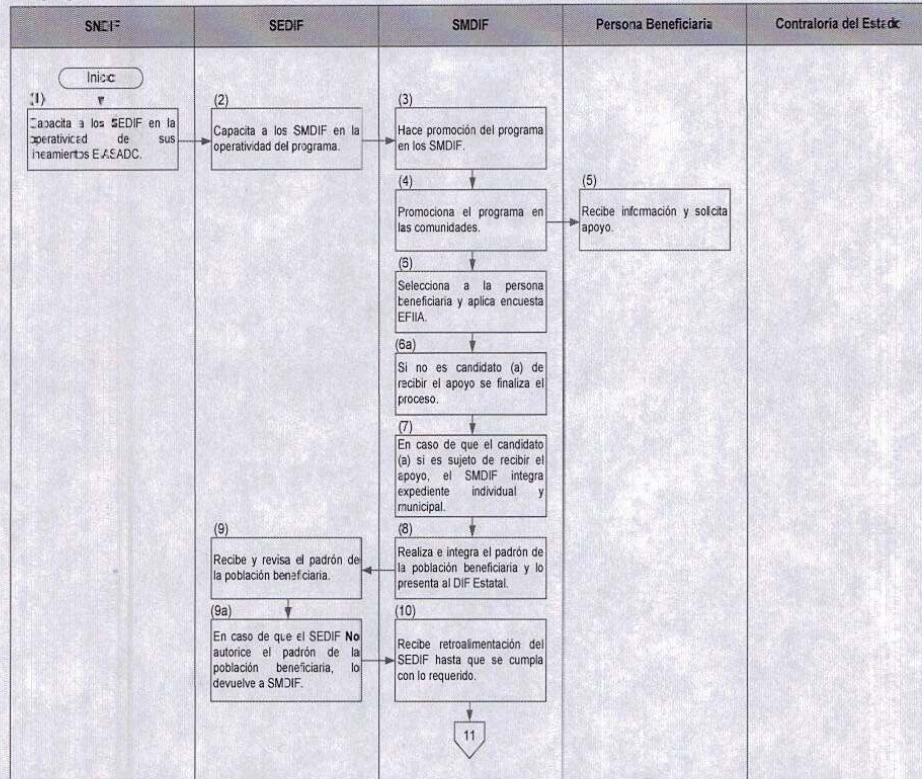 SNDIF
SEDIF
SMDIF
Persona Beneficiaria
Contraloría del Estado
Inicio
(1)
Capacita a los SEDIF en la
operatividad de sus
lineamientos EIASADC.
(2)
Capacita a los SMDIF en la
operatividad del programa.
(3)
Hace promoción del programa
en los SMDIF.
(4)
Promociona el programa en
las comunidades.
(5)
Recibe información y solicita
apoyo.
(6)
Selecciona a la persona
beneficiaria y aplica encuesta
EFIIA.
(6a)
Si no es candidato (a) de
recibir el apoyo se finaliza el
proceso.
(7)
En caso de que el candidato
(a) si es sujeto de recibir el
apoyo, el SMDIF integra
expediente individual y
municipal.
(8)
Realiza e integra el padrón de
la población beneficiaria y lo
presenta al DIF Estatal.
(9)
Recibe y revisa el padrón de
la población beneficiaria.
(9a)
En caso de que el SEDIF No
autorice el padrón de la
población beneficiaria, lo
devuelve a SMDIF.
(10)
Recibe retroalimentación del
SEDIF hasta que se cumpla
con lo requerido.
11